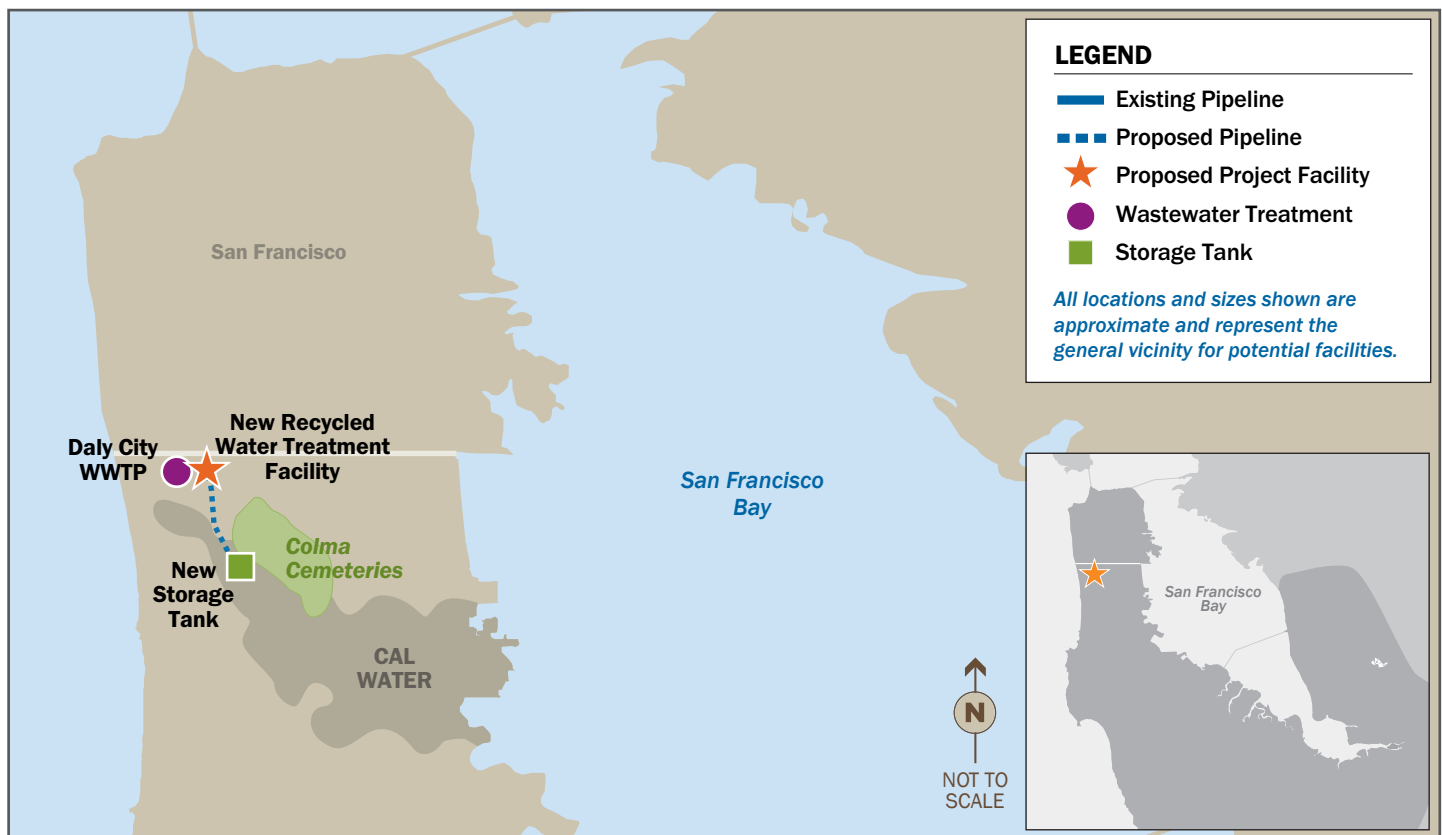 LEGEND
Existing Pipeline
Proposed Pipeline
Proposed Project Facility
Wastewater Treatment
Storage Tank
All locations and sizes shown are
approximate and represent the
general vicinity for potential facilities.
San Francisco
New Recycled
Water Treatment
Facility
Daly City
WWTP
San Francisco
Bay
Colma
Cemeteries
New
Storage
Tank
CAL
WATER
N
NOT TO
SCALE
San Francisco
Bay